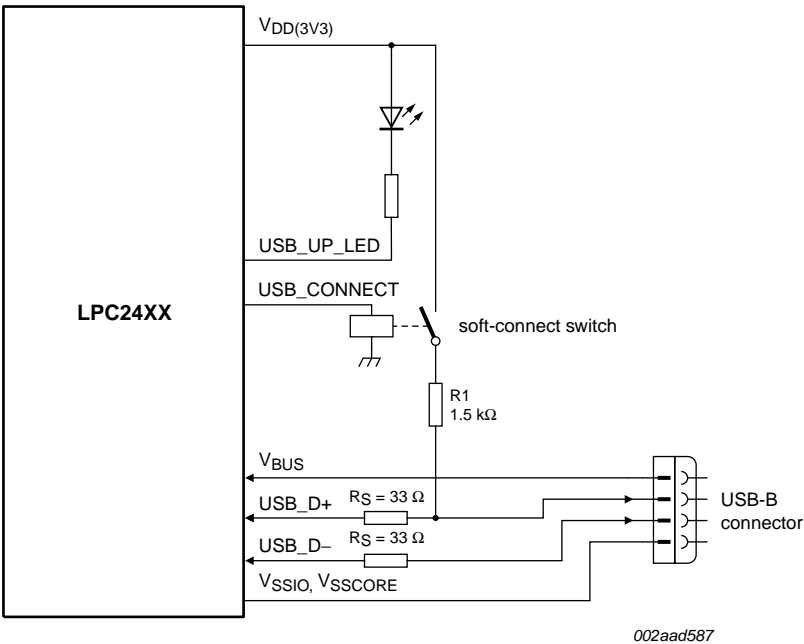 VDD(3V3)
USB_UP_LED
USB_CONNECT
LPC24XX
soft-connect switch
R1
1.5 kΩ
VBUS
USB_D+
RS = 33 Ω
USB_D−
RS = 33 Ω
VSSIO, VSSCORE
USB-B
connector
002aad587